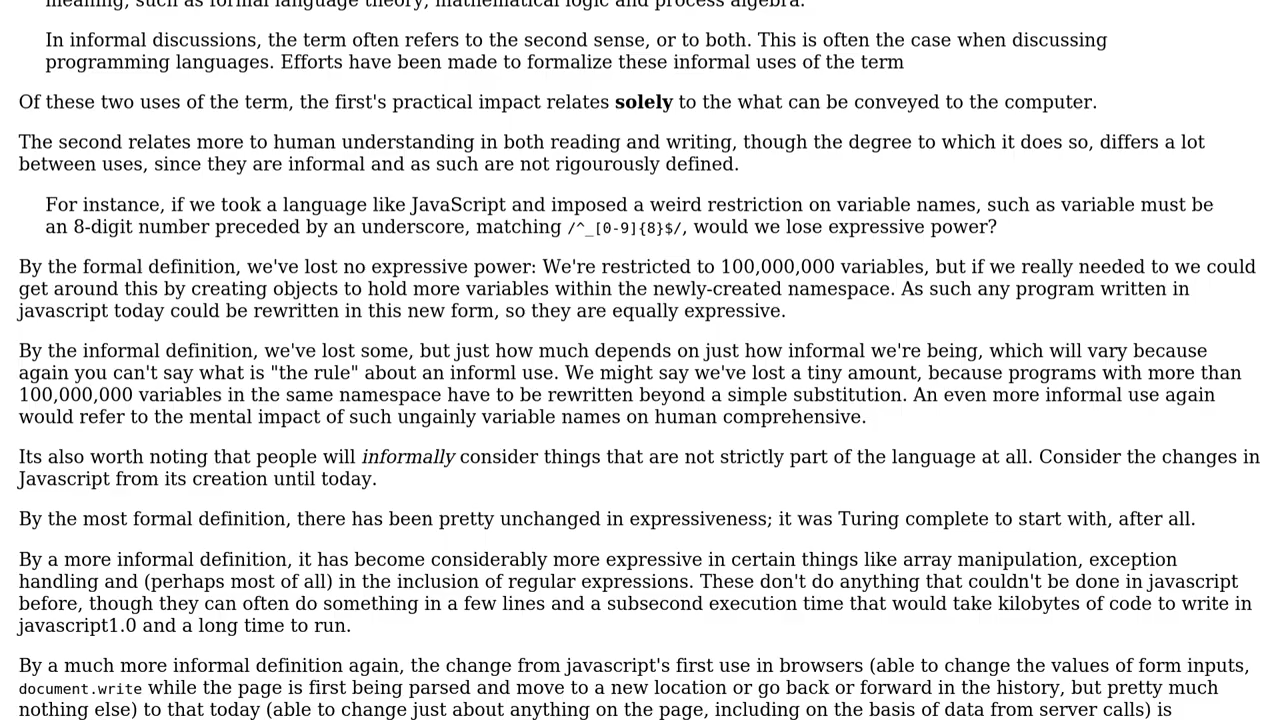 meaning, such as formal language theory, mathematical logic and process algebra.
In informal discussions, the term often refers to the second sense, or to both. This is often the case when discussing
programming languages. Efforts have been made to formalize these informal uses of the term
Of these two uses of the term, the first's practical impact relates solely to the what can be conveyed to the computer.
The second relates more to human understanding in both reading and writing, though the degree to which it does so, differs a lot
between uses, since they are informal and as such are not rigourously defined.
For instance, if we took a language like JavaScript and imposed a weird restriction on variable names, such as variable must be
an 8-digit number preceded by an underscore, matching /^_[0-9]{8}$/, would we lose expressive power?
By the formal definition, we've lost no expressive power: We're restricted to 100,000,000 variables, but if we really needed to we could
get around this by creating objects to hold more variables within the newly-created namespace. As such any program written in
javascript today could be rewritten in this new form, so they are equally expressive.
By the informal definition, we've lost some, but just how much depends on just how informal we're being, which will vary because
again you can't say what is "the rule" about an informl use. We might say we've lost a tiny amount, because programs with more than
100,000,000 variables in the same namespace have to be rewritten beyond a simple substitution. An even more informal use again
would refer to the mental impact of such ungainly variable names on human comprehensive.
Its also worth noting that people will informally consider things that are not strictly part of the language at all. Consider the changes in
Javascript from its creation until today.
By the most formal definition, there has been pretty unchanged in expressiveness; it was Turing complete to start with, after all.
By a more informal definition, it has become considerably more expressive in certain things like array manipulation, exception
handling and (perhaps most of all) in the inclusion of regular expressions. These don't do anything that couldn't be done in javascript
before, though they can often do something in a few lines and a subsecond execution time that would take kilobytes of code to write in
javascript1.0 and a long time to run.
By a much more informal definition again, the change from javascript's first use in browsers (able to change the values of form inputs,
document.write while the page is first being parsed and move to a new location or go back or forward in the history, but pretty much
nothing else) to that today (able to change just about anything on the page, including on the basis of data from server calls) is